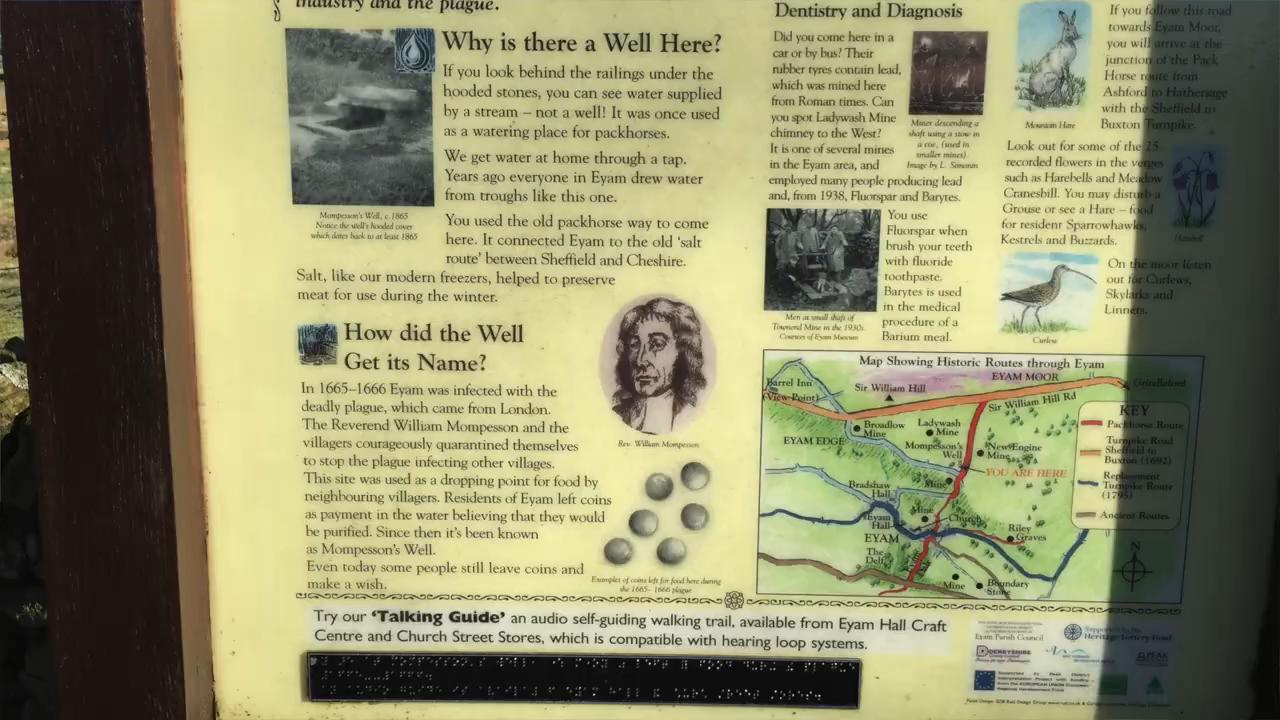 industry and the plague.
Why is there a Well Here?
If you look behind the railings under the
hooded stones, you can see water supplied
by a stream – not a well! It was once used
as a watering place for packhorses.
We get water at home through a tap.
Years ago everyone in Eyam drew water
from troughs like this one.
You used the old packhorse way to come
here. It connected Eyam to the old 'salt
route' between Sheffield and Cheshire.
Salt, like our modern freezers, helped to preserve
meat for use during the winter.
Mompesson's Well, c.1865
Notice the well's hooded cover
which dates back to at least 1865
How did the Well
Get its Name?
In 1665–1666 Eyam was infected with the
deadly plague, which came from London.
The Reverend William Mompesson and the
villagers courageously quarantined themselves
to stop the plague infecting other villages.
This site was used as a dropping point for food by
neighbouring villagers. Residents of Eyam left coins
as payment in the water believing that they would
be purified. Since then it's been known
as Mompesson's Well.
Even today some people still leave coins and
make a wish.
Rev. William Mompesson
Examples of coins left for food here during
the 1665- 1666 plague
Dentistry and Diagnosis
Did you come here in a
car or by bus? Their
rubber tyres contain lead,
which was mined here
from Roman times. Can
you spot Ladywash Mine
chimney to the West?
It is one of several mines
in the Eyam area, and
employed many people producing lead
and, from 1938, Fluorspar and Barytes.
Miner descending a
shaft using a stow in
a coe, (used in
smaller mines)
Image by L. Simonin
You use
Fluorspar when
brush your teeth
with fluoride
toothpaste.
Barytes is used
in the medical
procedure of a
Barium meal.
Men at small shaft of
Townend Mine in the 1930s.
Courtesy of Eyam Museum
If you follow this road
towards Eyam Moor,
you will arrive at the
junction of the Pack
Horse route from
Ashford to Hathersage
with the Sheffield to
Buxton Turnpike.
Mountain Hare
Look out for some of the 25
recorded flowers in the verges
such as Harebells and Meadow
Cranesbill. You may disturb a
Grouse or see a Hare – food
for resident Sparrowhawks,
Kestrels and Buzzards.
Harebell
On the moor listen
out for Curlews,
Skylarks and
Linnets.
Curlew
Map Showing Historic Routes through Eyam
EYAM MOOR
Barrel Inn
(View Point)
Sir William Hill
Grindleford
Sir William Hill Rd
Broadlow
Mine
Ladywash
Mine
EYAM EDGE
Mompesson's
Well
New Engine
Mine
YOU ARE HERE
Bradshaw
Hall
Mine
Mine
Eyam
Hall
Church
EYAM
Riley
Graves
The
Delf
Mine
Boundary
Stone
KEY
Packhorse Route
Turnpike Road
Sheffield to
Buxton (1692)
Replacement
Turnpike Route
(1795)
Ancient Routes
N
Try our 'Talking Guide' an audio self-guiding walking trail, available from Eyam Hall Craft
Centre and Church Street Stores, which is compatible with hearing loop systems.
Eyam Parish Council
Supported by the
Heritage Lottery Fund
DERBYSHIRE
PEAK